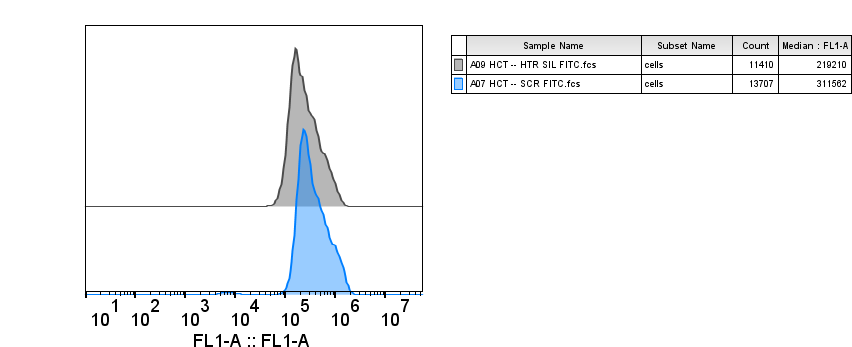 Sample Name Subset Name Count Median : FL1-A
A09 HCT -- HTR SIL FITC.fcs cells 11410 219210
A07 HCT -- SCR FITC.fcs cells 13707 311562
10^1 10^2 10^3 10^4 10^5 10^6 10^7
FL1-A :: FL1-A